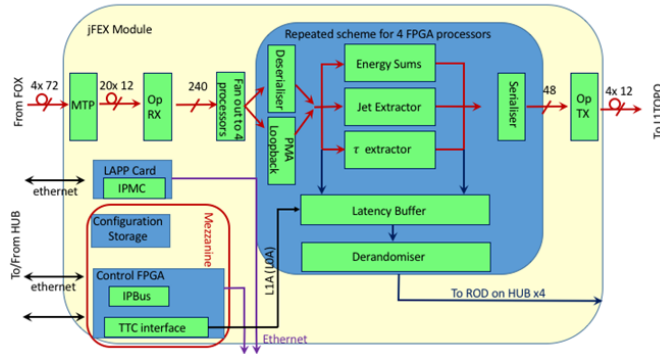 jFEX Module
Repeated scheme for 4 FPGA processors
From FOX
4x 72
MTP
20x 12
Op
RX
240
Fan out to 4
processors
Deserialiser
PMA
Loopback
Energy Sums
Jet Extractor
τ extractor
Serialiser
48
Op
TX
4x 12
To L1TOPO
LAPP Card
IPMC
ethernet
To/From HUB
Configuration
Storage
Mezzanine
Control FPGA
IPBus
TTC interface
ethernet
L1A (L0A)
Latency Buffer
Derandomiser
To ROD on HUB x4
Ethernet